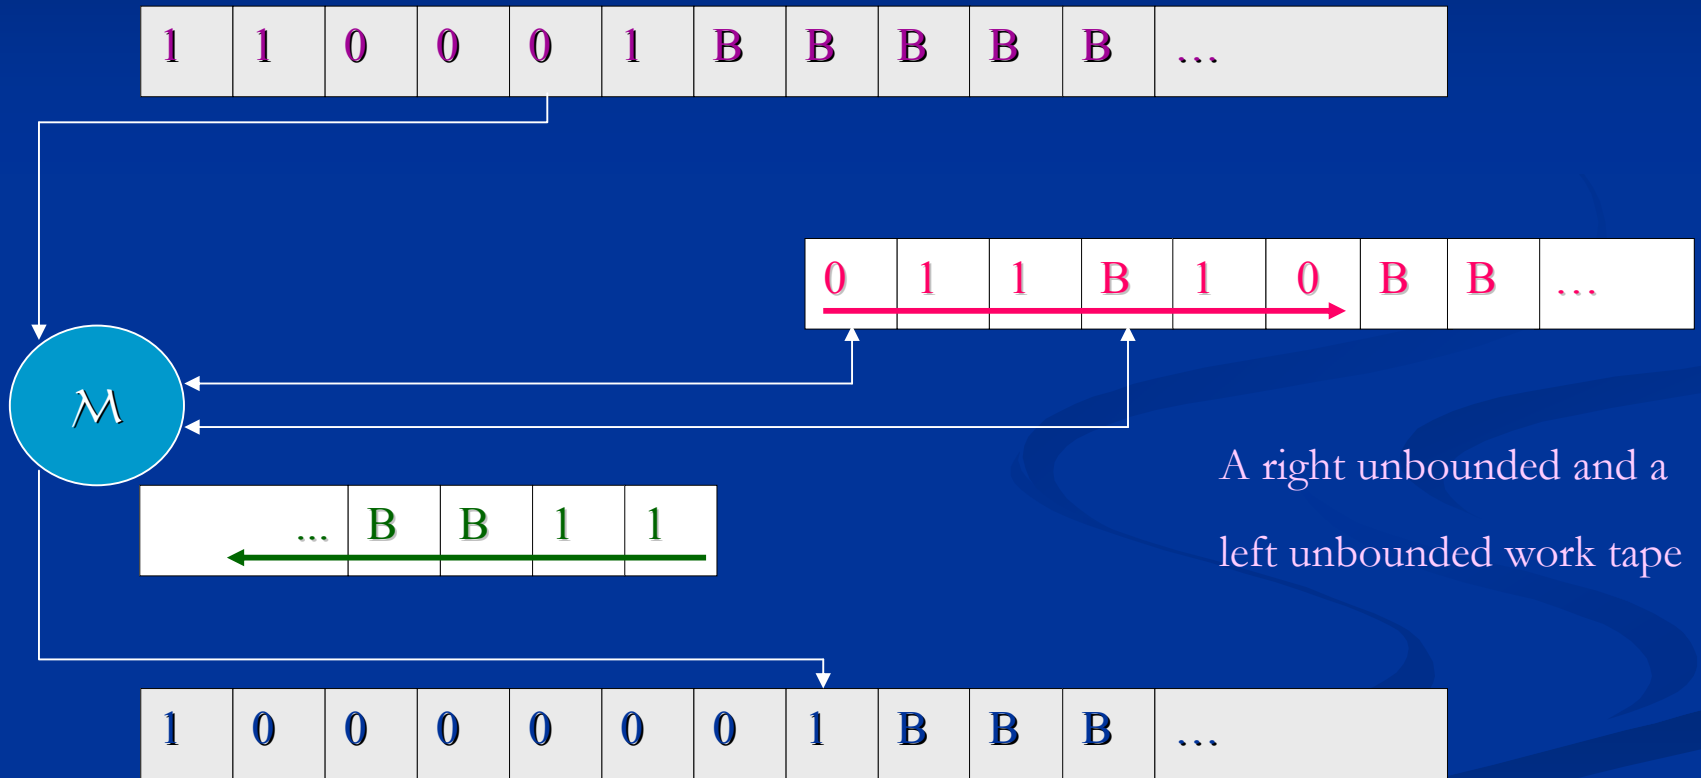 1 1 0 0 0 1 B B B B B ...
0 1 1 B 1 0 B B ...
M
A right unbounded and a
... B B 1 1
left unbounded work tape
1 0 0 0 0 0 0 1 B B B ...